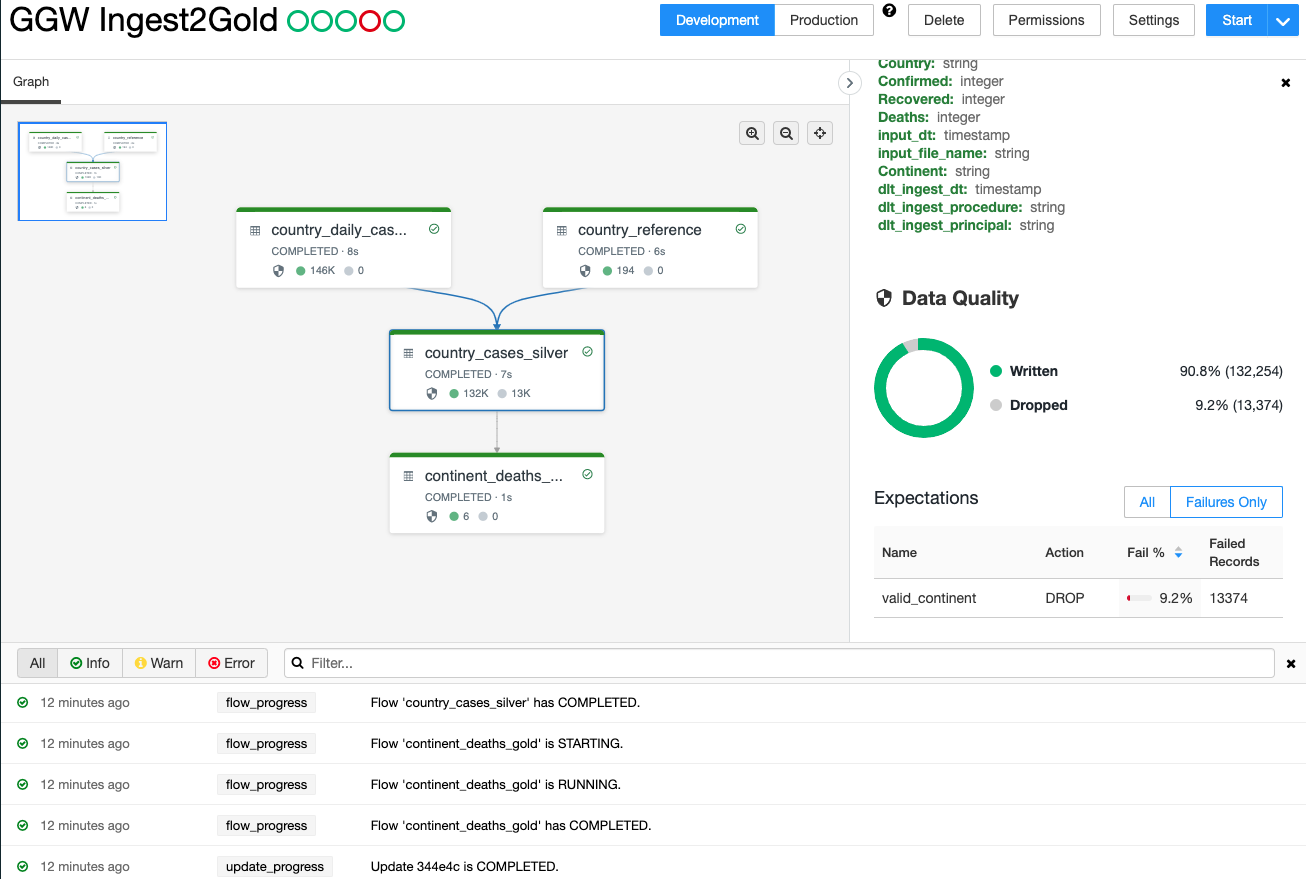 GGW Ingest2Gold
Development
Production
?
Delete
Permissions
Settings
Start
Graph
country_daily_cas...
COMPLETED · 8s
146K 0
country_reference
COMPLETED · 6s
194 0
country_cases_silver
COMPLETED · 7s
132K 13K
continent_deaths_...
COMPLETED · 1s
6 0
Country: string
Confirmed: integer
Recovered: integer
Deaths: integer
input_dt: timestamp
input_file_name: string
Continent: string
dlt_ingest_dt: timestamp
dlt_ingest_procedure: string
dlt_ingest_principal: string
Data Quality
Written 90.8% (132,254)
Dropped 9.2% (13,374)
Expectations
All Failures Only
Name Action Fail % Failed Records
valid_continent DROP 9.2% 13374
All Info Warn Error Filter...
12 minutes ago flow_progress Flow 'country_cases_silver' has COMPLETED.
12 minutes ago flow_progress Flow 'continent_deaths_gold' is STARTING.
12 minutes ago flow_progress Flow 'continent_deaths_gold' is RUNNING.
12 minutes ago flow_progress Flow 'continent_deaths_gold' has COMPLETED.
12 minutes ago update_progress Update 344e4c is COMPLETED.